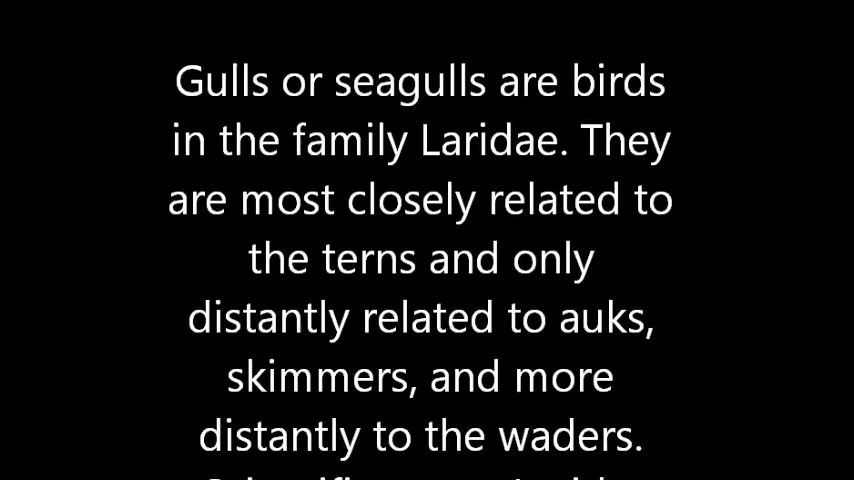 Gulls or seagulls are birds
in the family Laridae. They
are most closely related to
the terns and only
distantly related to auks,
skimmers, and more
distantly to the waders.